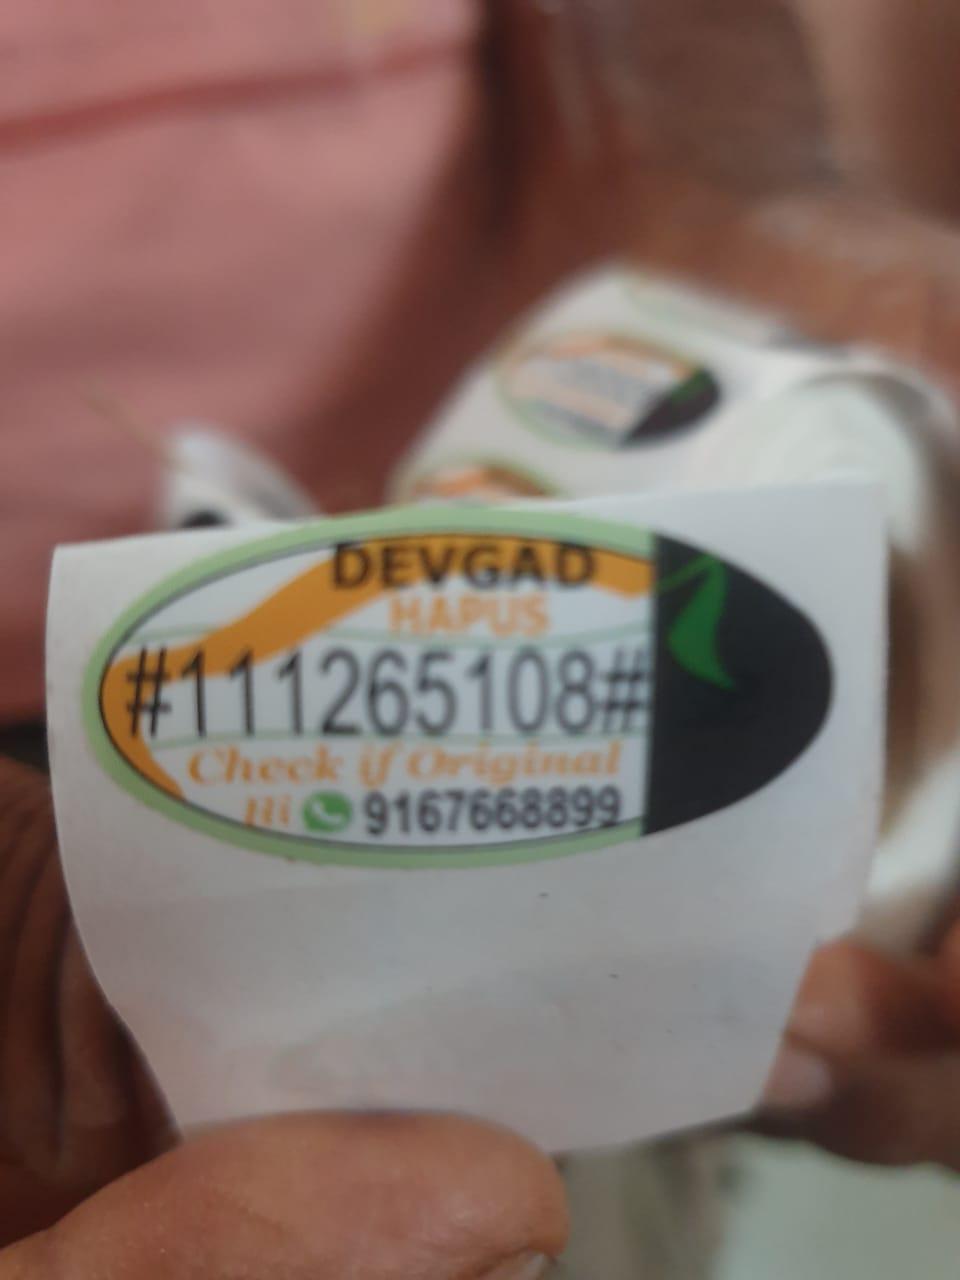 DEVGAD
HAPUS
#111265108#
Check if Original
Hi 9167668899